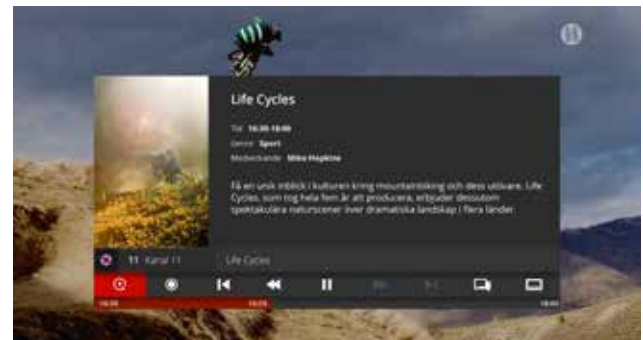 Life Cycles
Tid: 16:30-18:40
Genre: Sport
Medverkande: Mike Hopkins
Få en unik inblick i kulturen kring mountainbiking och dess utövare. Life
Cycles, som tog hela fem år att producera, erbjuder dessutom
spektakulära naturscener över dramatiska landskap i flera länder.
11 Kanal 11 Life Cycles